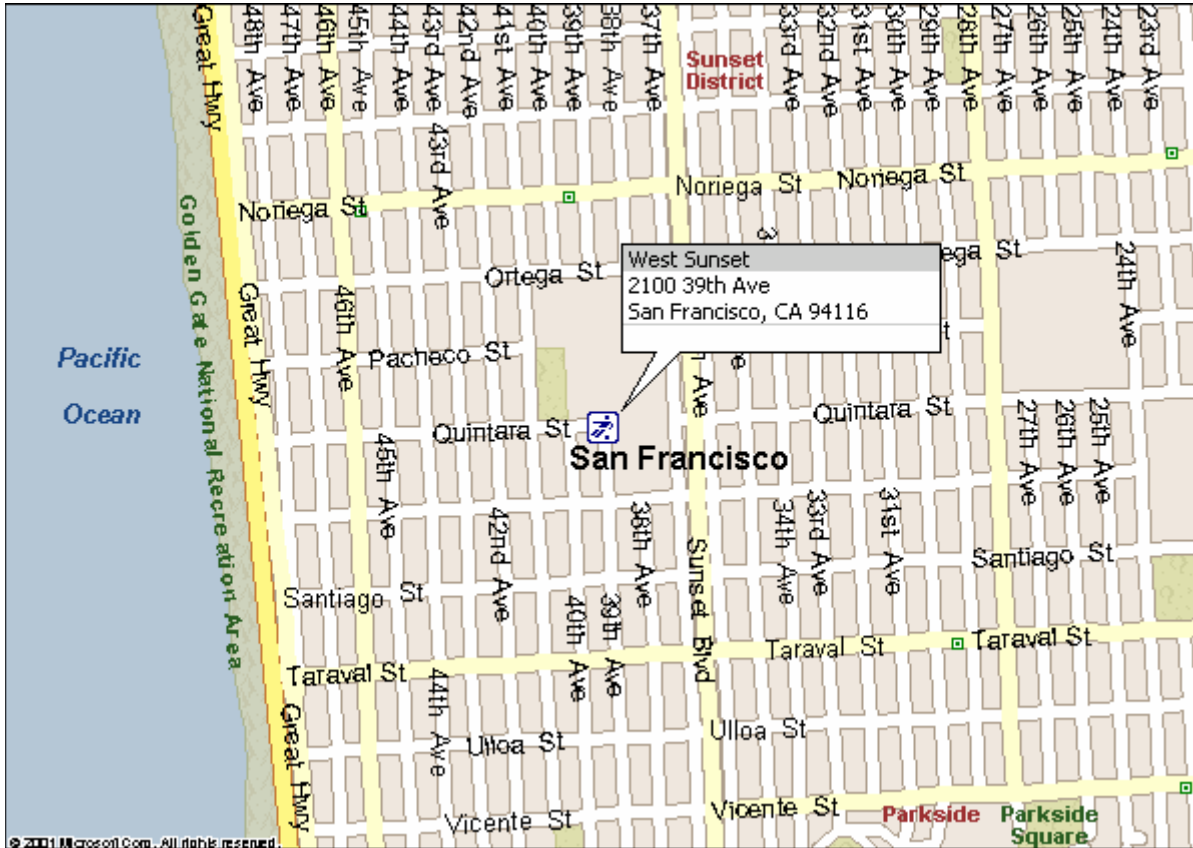 Great Hwy
48th Ave
47th Ave
46th Ave
45th Ave
44th Ave
43rd Ave
42nd Ave
41st Ave
40th Ave
39th Ave
38th Ave
37th Ave
Sunset
District
33rd Ave
32nd Ave
31st Ave
30th Ave
29th Ave
28th Ave
27th Ave
26th Ave
25th Ave
24th Ave
23rd Ave
43rd Ave
Noriega St
Noriega St
Noriega St
Golden Gate National Recreation Area
Great Hwy
46th Ave
Ortega St
3
West Sunset
2100 39th Ave
San Francisco, CA 94116
ega St
24th Ave
Pacific
Ocean
Pacheco St
t
h Ave
e
Quintara St
Quintara St
San Francisco
45th Ave
27th Ave
26th Ave
25th Ave
42nd Ave
38th Ave
34th Ave
33rd Ave
31st Ave
Sunset Blvd
Santiago St
Santiago St
40th Ave
39th Ave
Taraval St
Taraval St
Taraval St
44th Ave
Great Hwy
Ulloa St
Ulloa St
Vicente St
Vicente St
Parkside
Parkside
Square
© 2001 Microsoft Corp. All rights reserved.